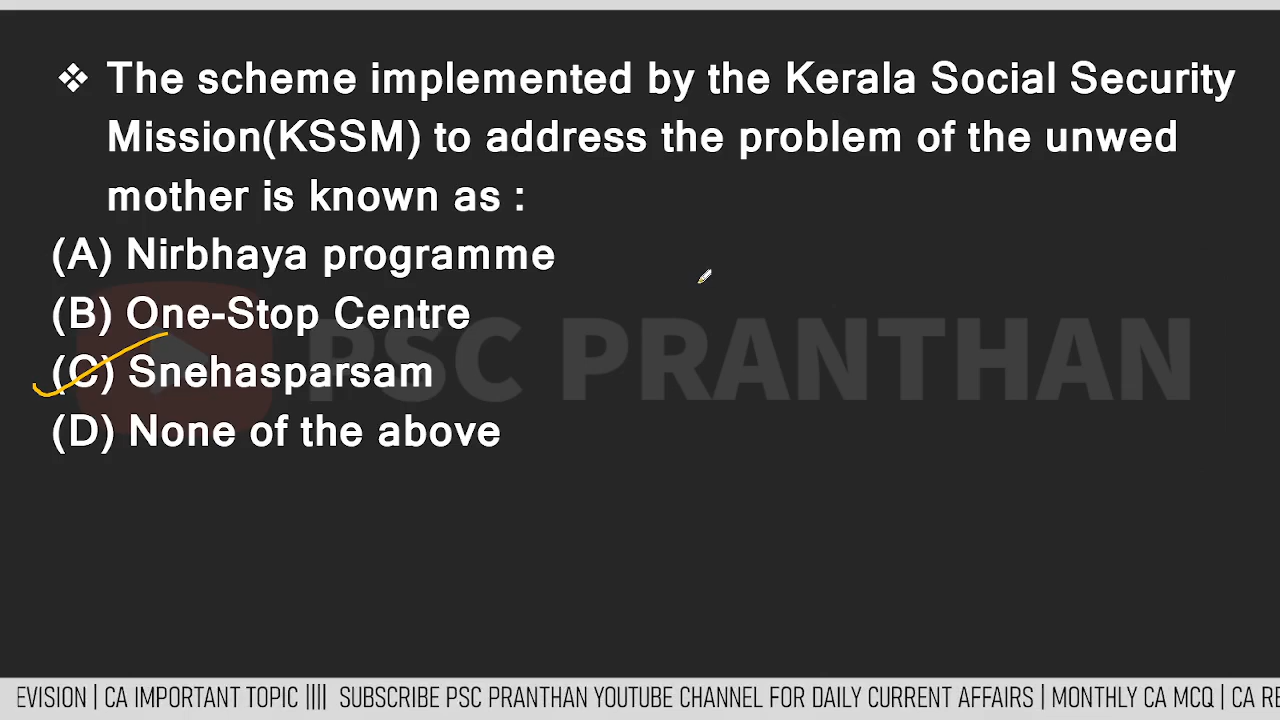 ❖ The scheme implemented by the Kerala Social Security
Mission(KSSM) to address the problem of the unwed
mother is known as :
(A) Nirbhaya programme
(B) One-Stop Centre
(C) Snehasparsam
(D) None of the above
PSC PRANTHAN
EVISION | CA IMPORTANT TOPIC |||| SUBSCRIBE PSC PRANTHAN YOUTUBE CHANNEL FOR DAILY CURRENT AFFAIRS | MONTHLY CA MCQ | CA RE